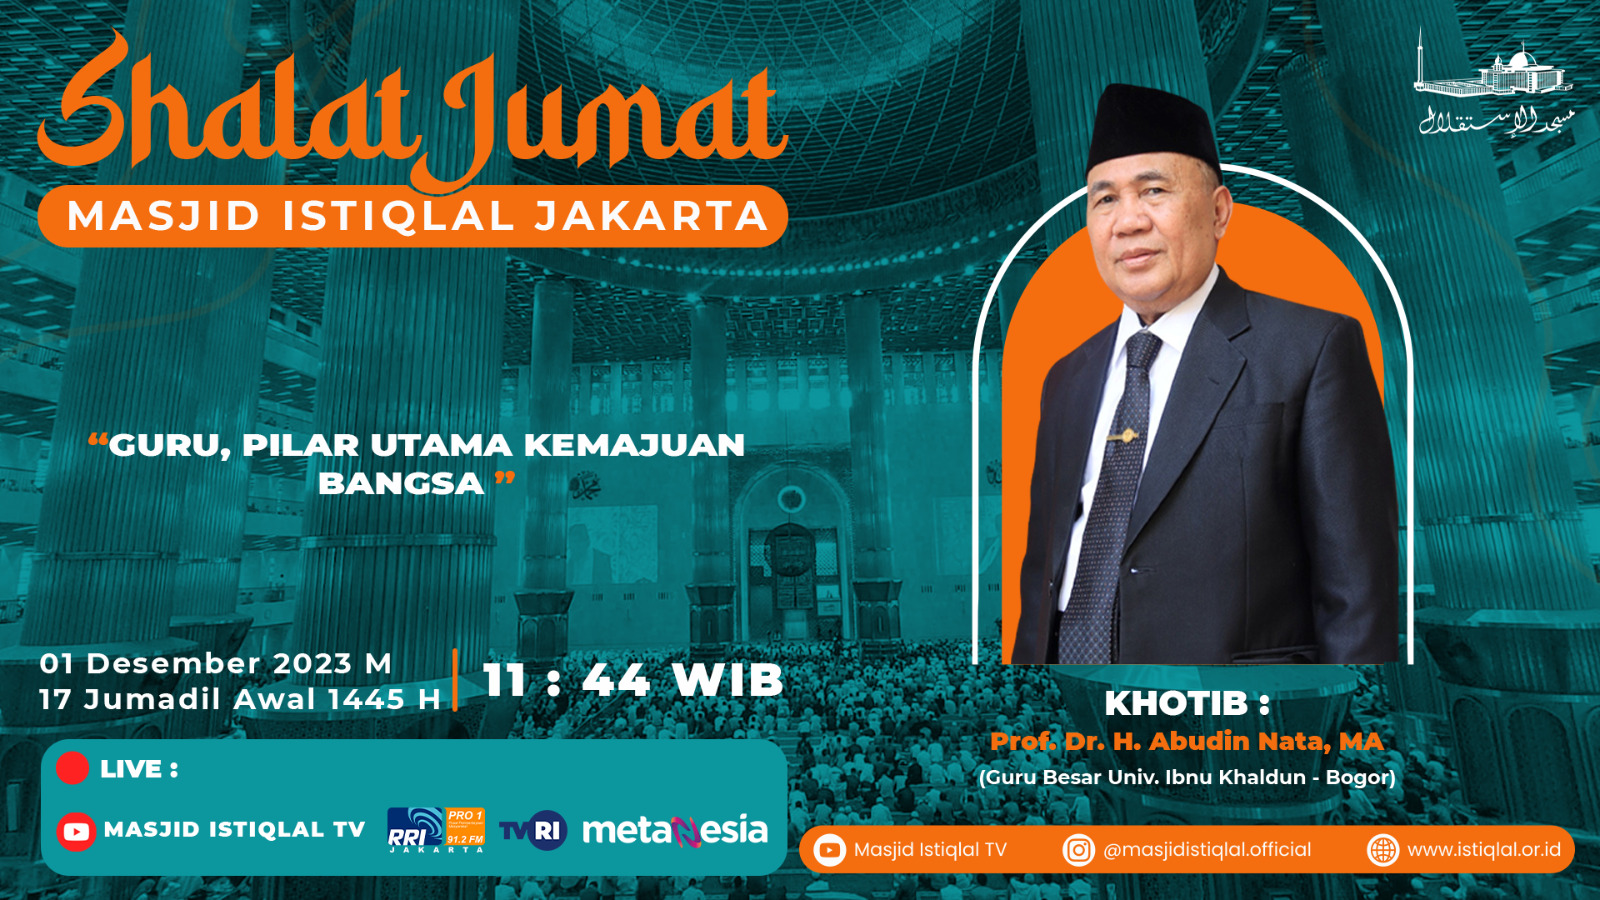 Shalat Jumat
MASJID ISTIQLAL JAKARTA
مسجد الإستقلال
“GURU, PILAR UTAMA KEMAJUAN
BANGSA ”
01 Desember 2023 M
17 Jumadil Awal 1445 H
11 : 44 WIB
LIVE :
MASJID ISTIQLAL TV
RRI
JAKARTA
PRO 1
91.2 FM
TVRI
metaNesia
KHOTIB :
Prof. Dr. H. Abudin Nata, MA
(Guru Besar Univ. Ibnu Khaldun - Bogor)
Masjid Istiqlal TV
@masjidistiqlal.official
www.istiqlal.or.id